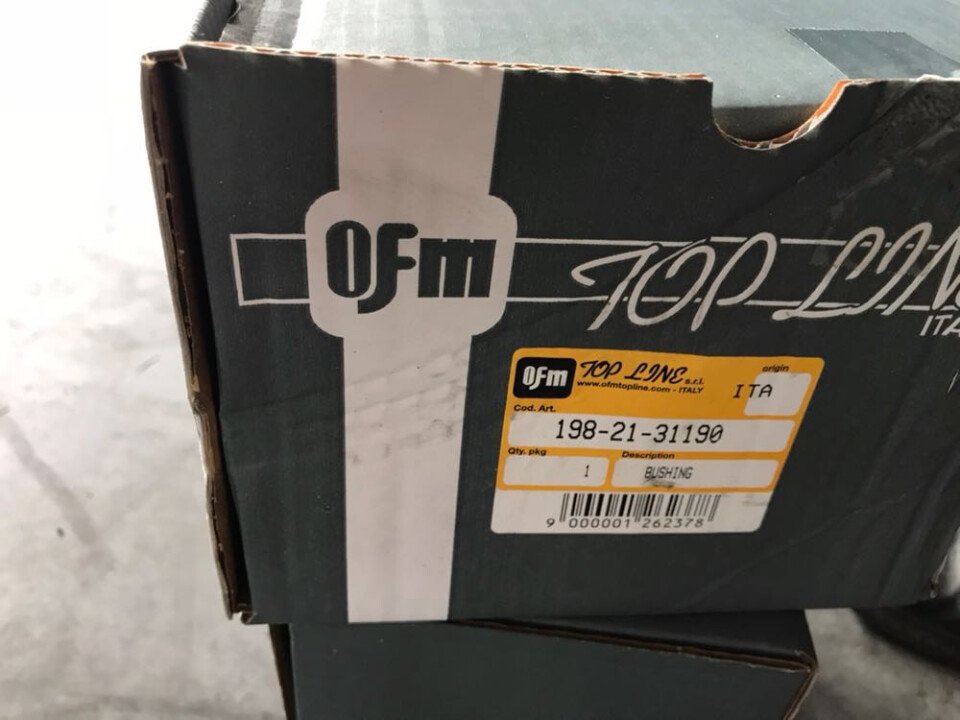 OFm TOP LINE
ITA
OFm TOP LINE s.r.l.
www.ofmtopline.com - ITALY
origin
ITA
Cod. Art.
198-21-31190
Qty. pkg
Description
1
BUSHING
9 000001 262378